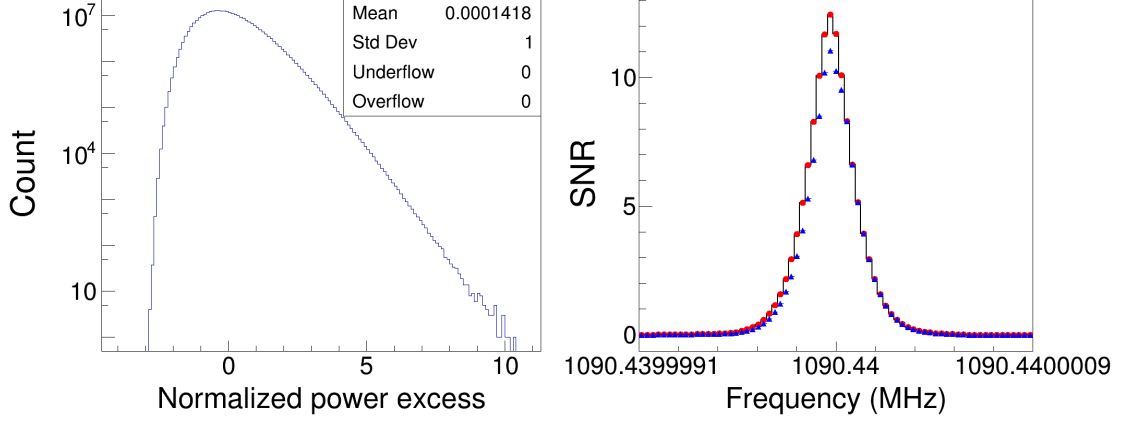 10^7
10^4
10
Count
Mean 0.0001418
Std Dev 1
Underflow 0
Overflow 0
0 5 10
Normalized power excess
10
5
0
SNR
1090.4399991 1090.44 1090.4400009
Frequency (MHz)